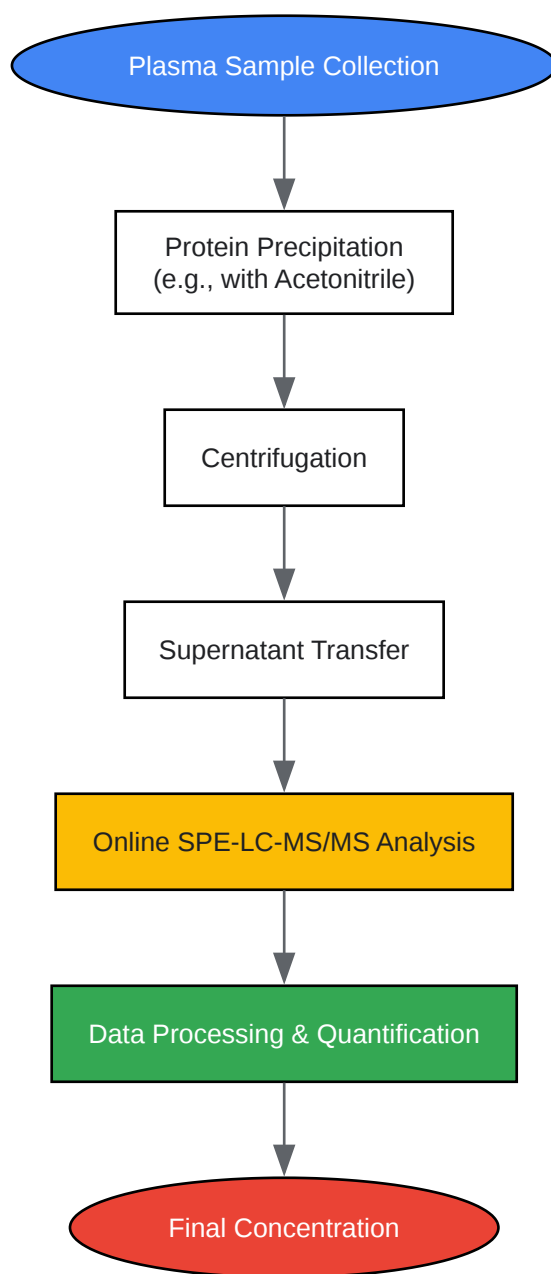 Plasma Sample Collection
Protein Precipitation
(e.g., with Acetonitrile)
Centrifugation
Supernatant Transfer
Online SPE-LC-MS/MS Analysis
Data Processing & Quantification
Final Concentration